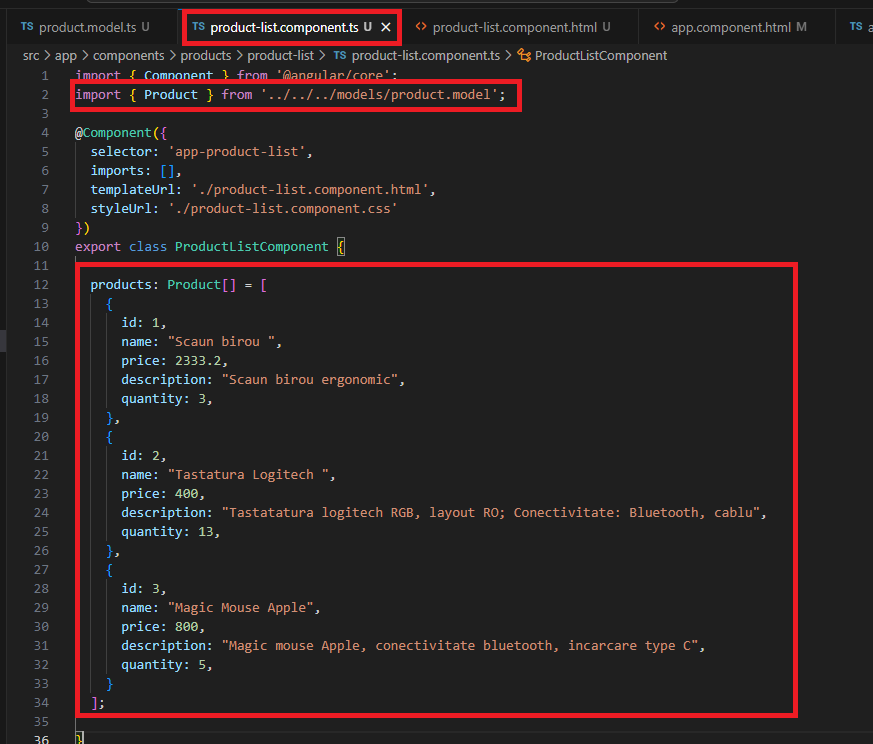 TS product.model.ts U
TS product-list.component.ts U ×
<> product-list.component.html U
<> app.component.html M
TS a
src > app > components > products > product-list > TS product-list.component.ts > ProductListComponent
1 import { Component } from '@angular/core';
2 import { Product } from '../../../models/product.model';
3
4 @Component({
5   selector: 'app-product-list',
6   imports: [],
7   templateUrl: './product-list.component.html',
8   styleUrl: './product-list.component.css'
9 })
10 export class ProductListComponent {
11
12   products: Product[] = [
13     {
14       id: 1,
15       name: "Scaun birou ",
16       price: 2333.2,
17       description: "Scaun birou ergonomic",
18       quantity: 3,
19     },
20     {
21       id: 2,
22       name: "Tastatura Logitech ",
23       price: 400,
24       description: "Tastatatura logitech RGB, layout RO; Conectivitate: Bluetooth, cablu",
25       quantity: 13,
26     },
27     {
28       id: 3,
29       name: "Magic Mouse Apple",
30       price: 800,
31       description: "Magic mouse Apple, conectivitate bluetooth, incarcare type C",
32       quantity: 5,
33     }
34   ];
35
36 }